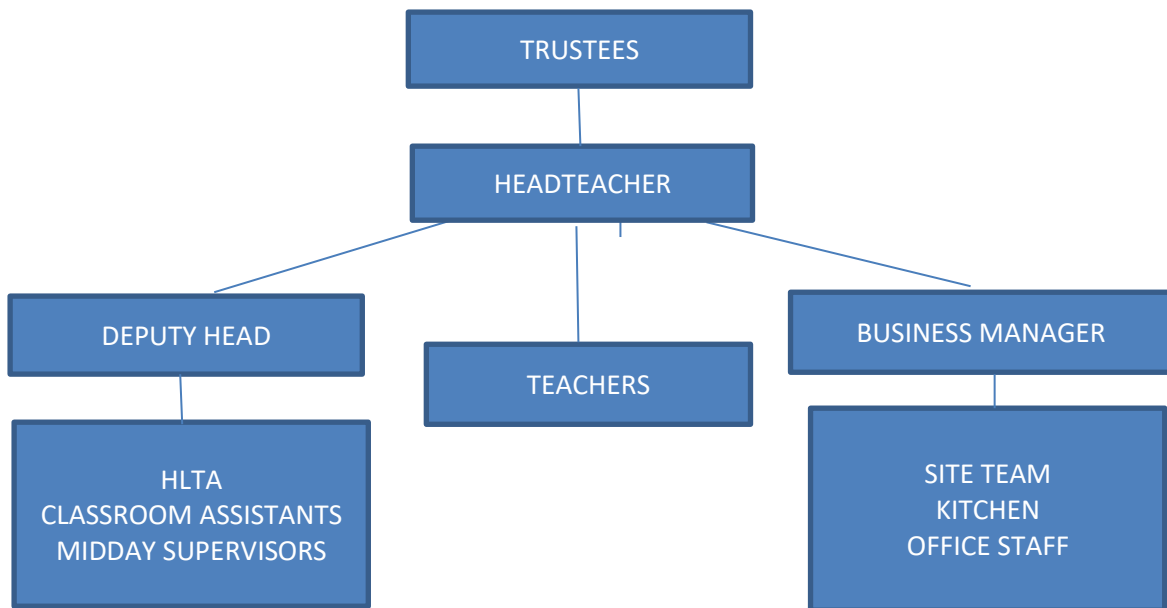 TRUSTEES
HEADTEACHER
DEPUTY HEAD
TEACHERS
BUSINESS MANAGER
HLTA
CLASSROOM ASSISTANTS
MIDDAY SUPERVISORS
SITE TEAM
KITCHEN
OFFICE STAFF